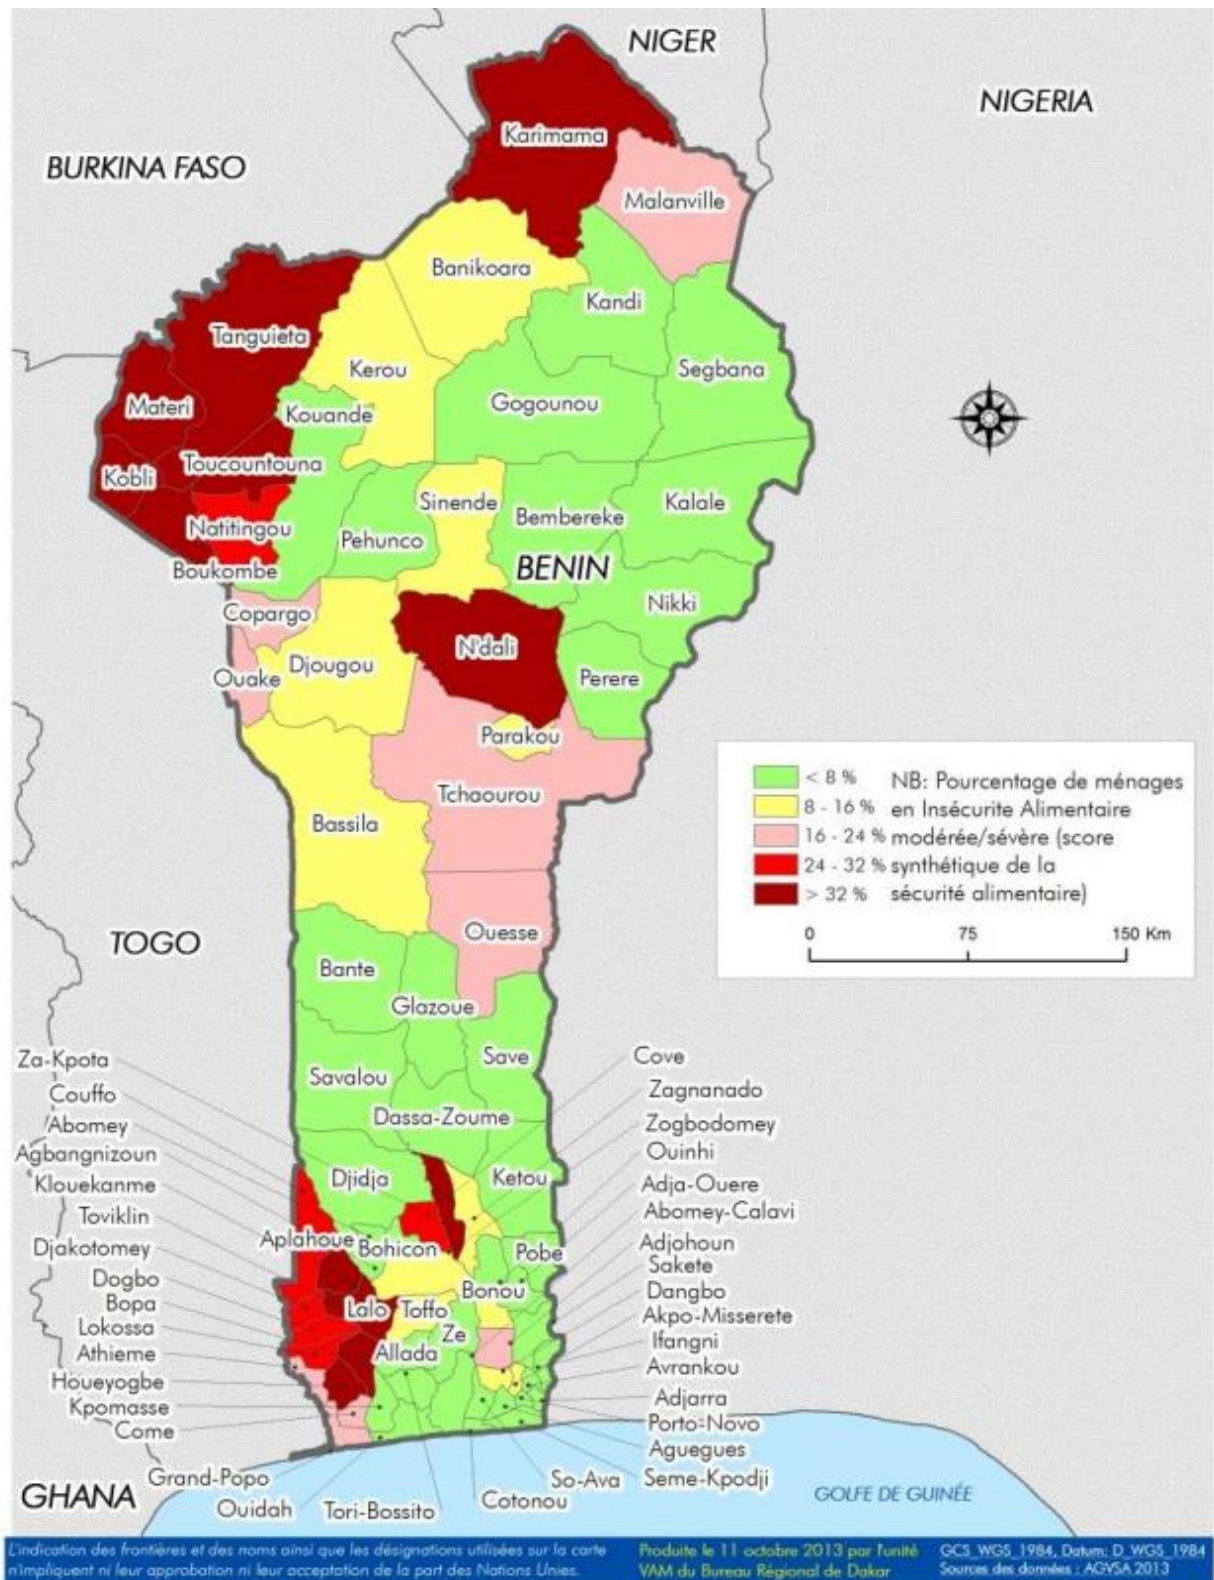 NIGER
NIGERIA
BURKINA FASO
Karimama
Malanville
Banikoara
Kandi
Tanguieta
Kerou
Segbana
Materi
Kouande
Gogounou
Toucountouna
Kobli
Sinende
Kalale
Natitingou
Pehunco
Bembereke
Boukombe
BENIN
Copargo
Nikki
N'dali
Djougou
Ouake
Perere
Parakou
Tchaourou
Bassila
< 8 %
8 - 16 %
16 - 24 %
24 - 32 %
> 32 %
NB: Pourcentage de ménages
en Insécurite Alimentaire
modérée/sévère (score
synthétique de la
sécurité alimentaire)
0 75 150 Km
TOGO
Ouesse
Bante
Glazoue
Save
Savalou
Dassa-Zoume
Djidja
Ketou
Aplahoue
Bohicon
Pobe
Bonou
Lalo
Toffo
Ze
Allada
Za-Kpota
Couffo
Abomey
Agbangnizoun
Klouekanme
Toviklin
Djakotomey
Dogbo
Bopa
Lokossa
Athieme
Houeyogbe
Kpomasse
Come
Grand-Popo
Ouidah
Tori-Bossito
Cotonou
So-Ava
Cove
Zagnanado
Zogbodomey
Ouinhi
Adja-Ouere
Abomey-Calavi
Adjohoun
Sakete
Dangbo
Akpo-Misserete
Ifangni
Avrankou
Adjarra
Porto-Novo
Aguegues
Seme-Kpodji
GHANA
GOLFE DE GUINÉE
L'indication des frontières et des noms ainsi que les désignations utilisées sur la carte
n'impliquent ni leur approbation ni leur acceptation de la part des Nations Unies.
Produite le 11 octobre 2013 par l'unité
VAM du Bureau Régional de Dakar
GCS_WGS_1984, Datum: D_WGS_1984
Sources des données : AGVSA 2013